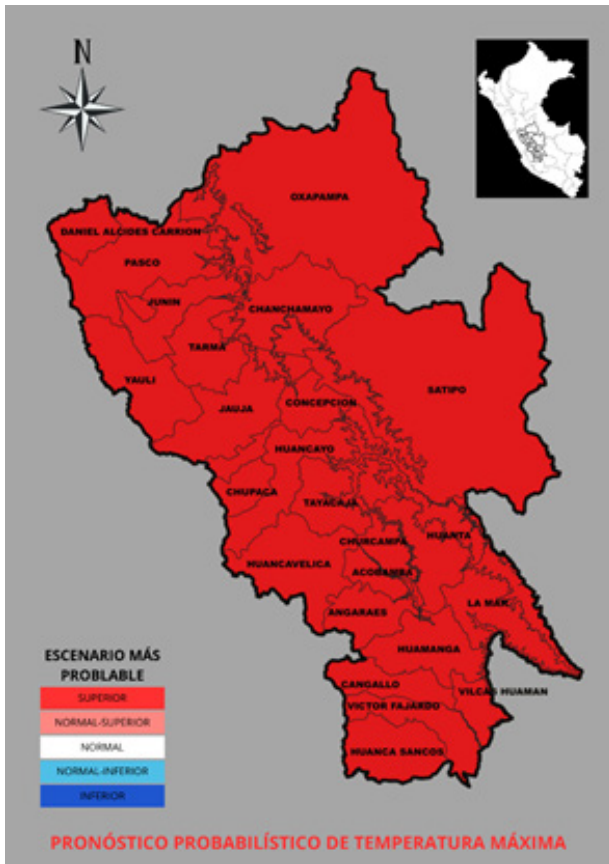 N
OXAPAMPA
DANIEL ALCIDES CARRION
PASCO
JUNIN
CHANCHAMAYO
TARMA
YAULI
SATIPO
JAUJA
CONCEPCION
HUANCAYO
CHUPACA
TAYACAJA
CHURCAMPA
HUANTA
HUANCAVELICA
ACOBAMBA
ANGARAES
LA MAR
HUAMANGA
CANGALLO
VILCAS HUAMAN
VICTOR FAJARDO
HUANCA SANCOS
ESCENARIO MÁS
PROBLABLE
SUPERIOR
NORMAL-SUPERIOR
NORMAL
NORMAL-INFERIOR
INFERIOR
PRONÓSTICO PROBABILÍSTICO DE TEMPERATURA MÁXIMA